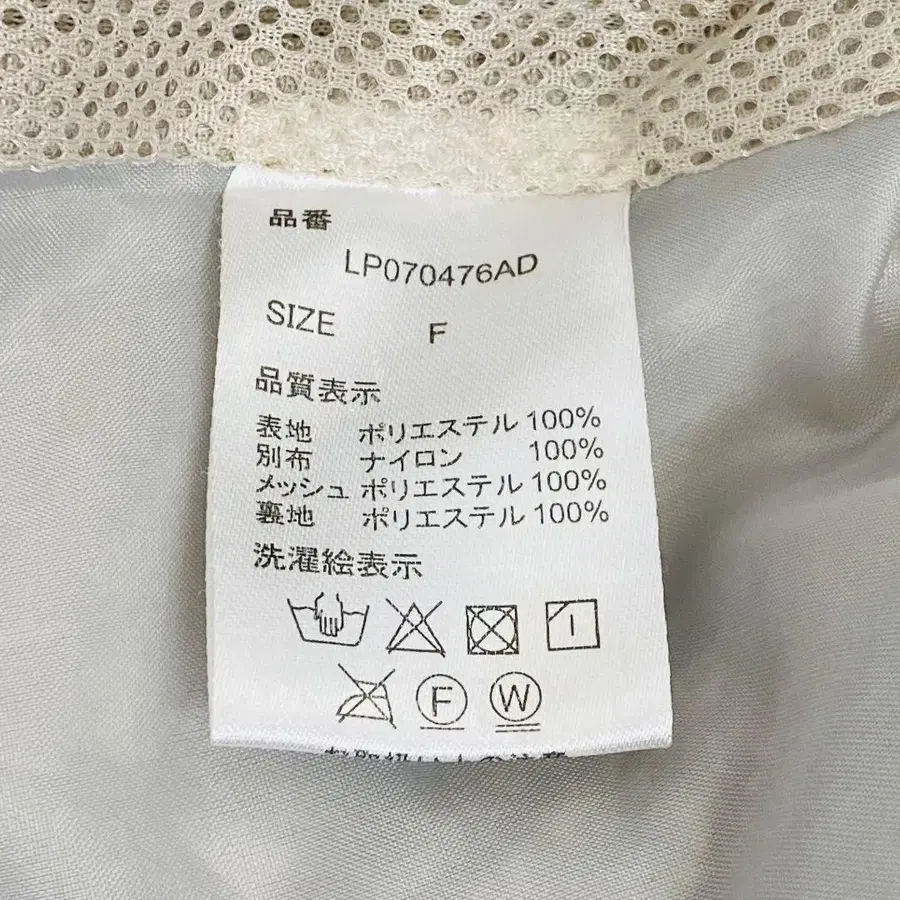 品番
LP070476AD
SIZE F
品質表示
表地 ポリエステル 100%
別布 ナイロン 100%
メッシュ ポリエステル 100%
裏地 ポリエステル 100%
洗濯絵表示
F W